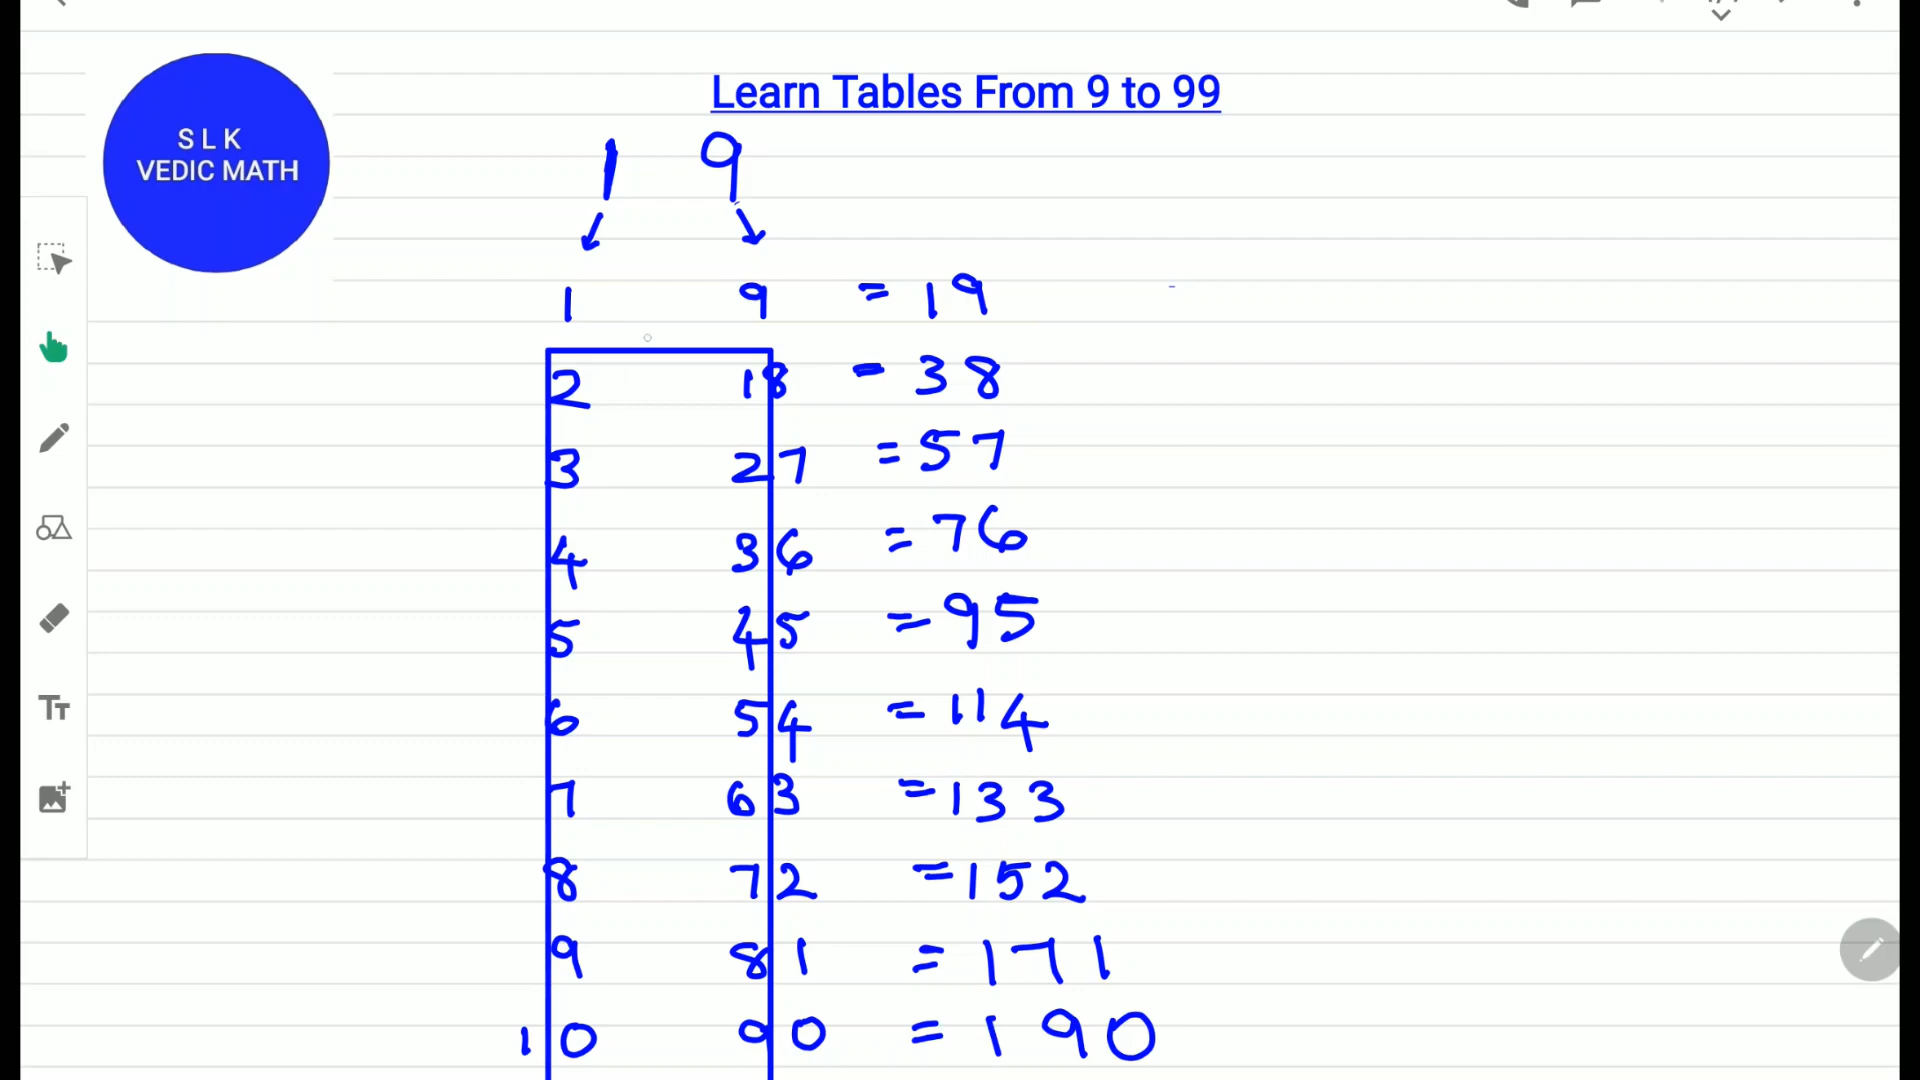 Learn Tables From 9 to 99
S L K
VEDIC MATH
1 9
1 9 = 19
2 18 = 38
3 27 = 57
4 36 = 76
5 45 = 95
6 54 = 114
7 63 = 133
8 72 = 152
9 81 = 171
10 90 = 190
Tт